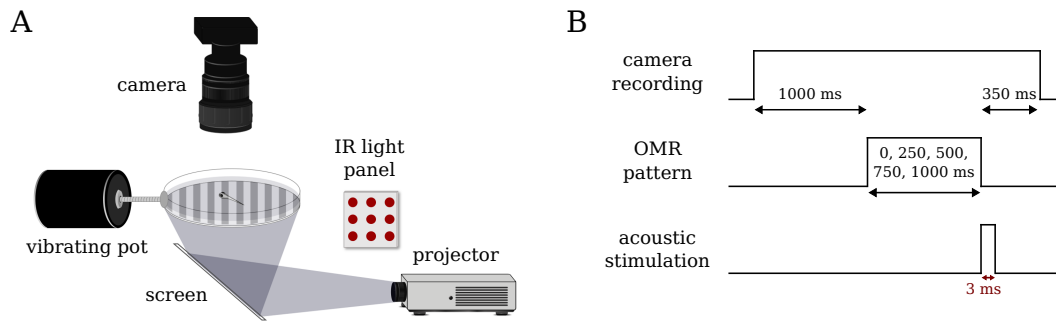 A
camera
IR light
panel
vibrating pot
screen
projector
B
camera
recording
1000 ms
350 ms
OMR
pattern
0, 250, 500,
750, 1000 ms
acoustic
stimulation
3 ms